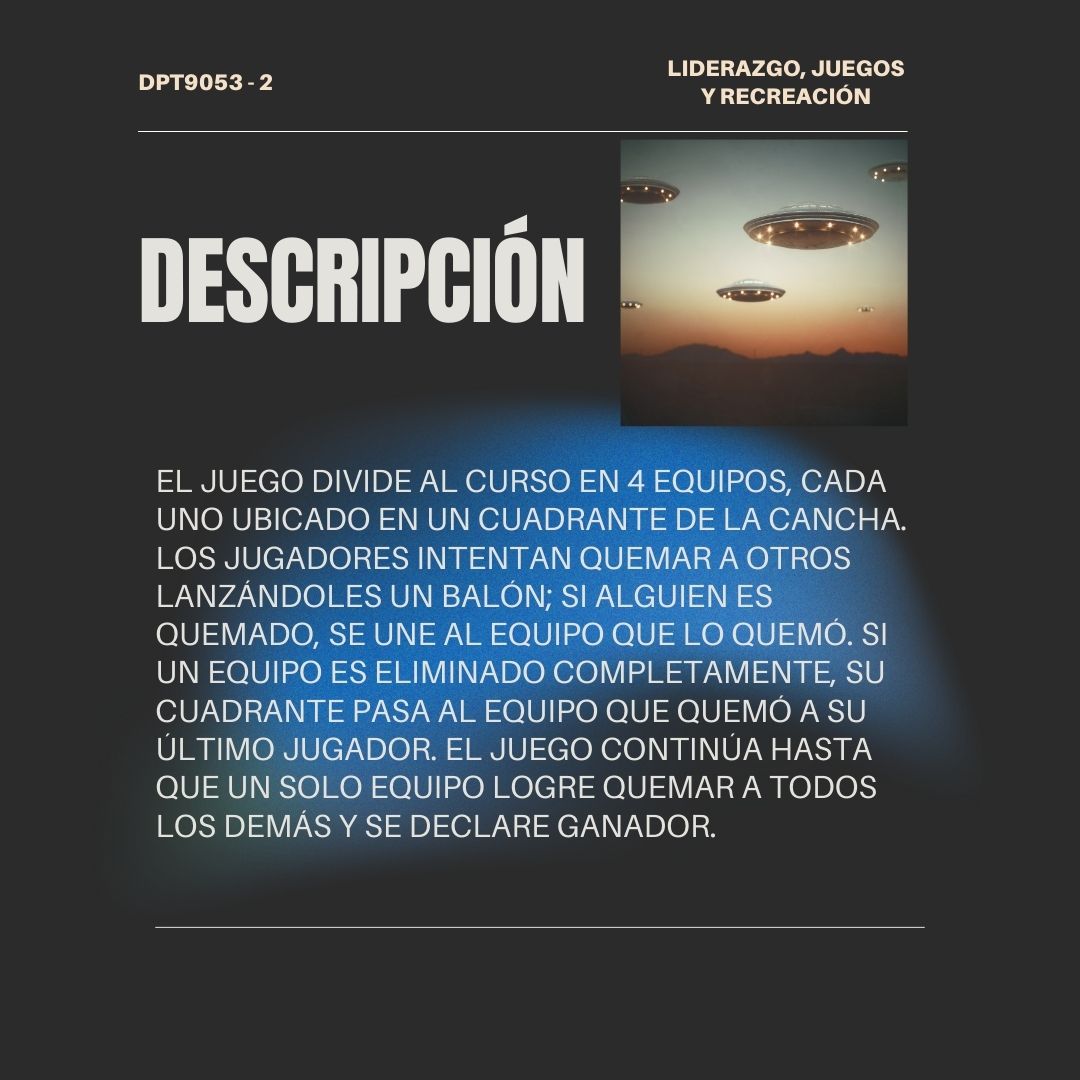 DPT9053 - 2
LIDERAZGO, JUEGOS
Y RECREACIÓN
DESCRIPCIÓN
EL JUEGO DIVIDE AL CURSO EN 4 EQUIPOS, CADA
UNO UBICADO EN UN CUADRANTE DE LA CANCHA.
LOS JUGADORES INTENTAN QUEMAR A OTROS
LANZÁNDOLES UN BALÓN; SI ALGUIEN ES
QUEMADO, SE UNE AL EQUIPO QUE LO QUEMÓ. SI
UN EQUIPO ES ELIMINADO COMPLETAMENTE, SU
CUADRANTE PASA AL EQUIPO QUE QUEMÓ A SU
ÚLTIMO JUGADOR. EL JUEGO CONTINÚA HASTA
QUE UN SOLO EQUIPO LOGRE QUEMAR A TODOS
LOS DEMÁS Y SE DECLARE GANADOR.